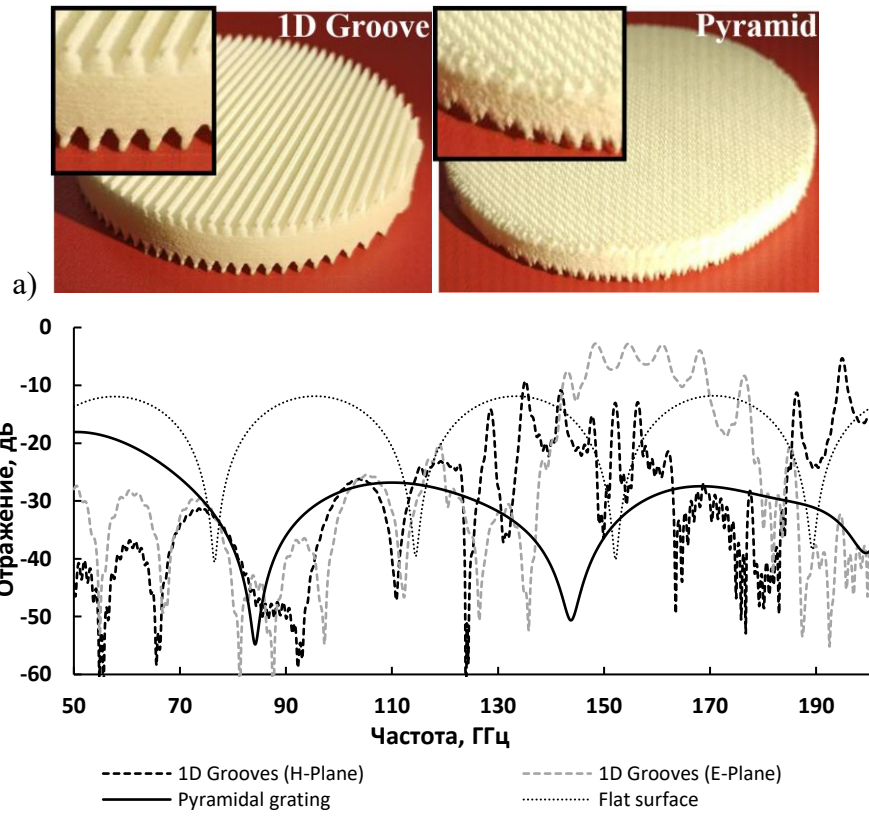 1D Groove
Pyramid
а)
0
-10
-20
-30
-40
-50
-60
Отражение, дЬ
50 70 90 110 130 150 170 190
Частота, ГГц
1D Grooves (H-Plane) 1D Grooves (E-Plane)
Pyramidal grating Flat surface